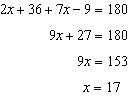 2x + 36 + 7x − 9 = 180
9x + 27 = 180
9x = 153
x = 17